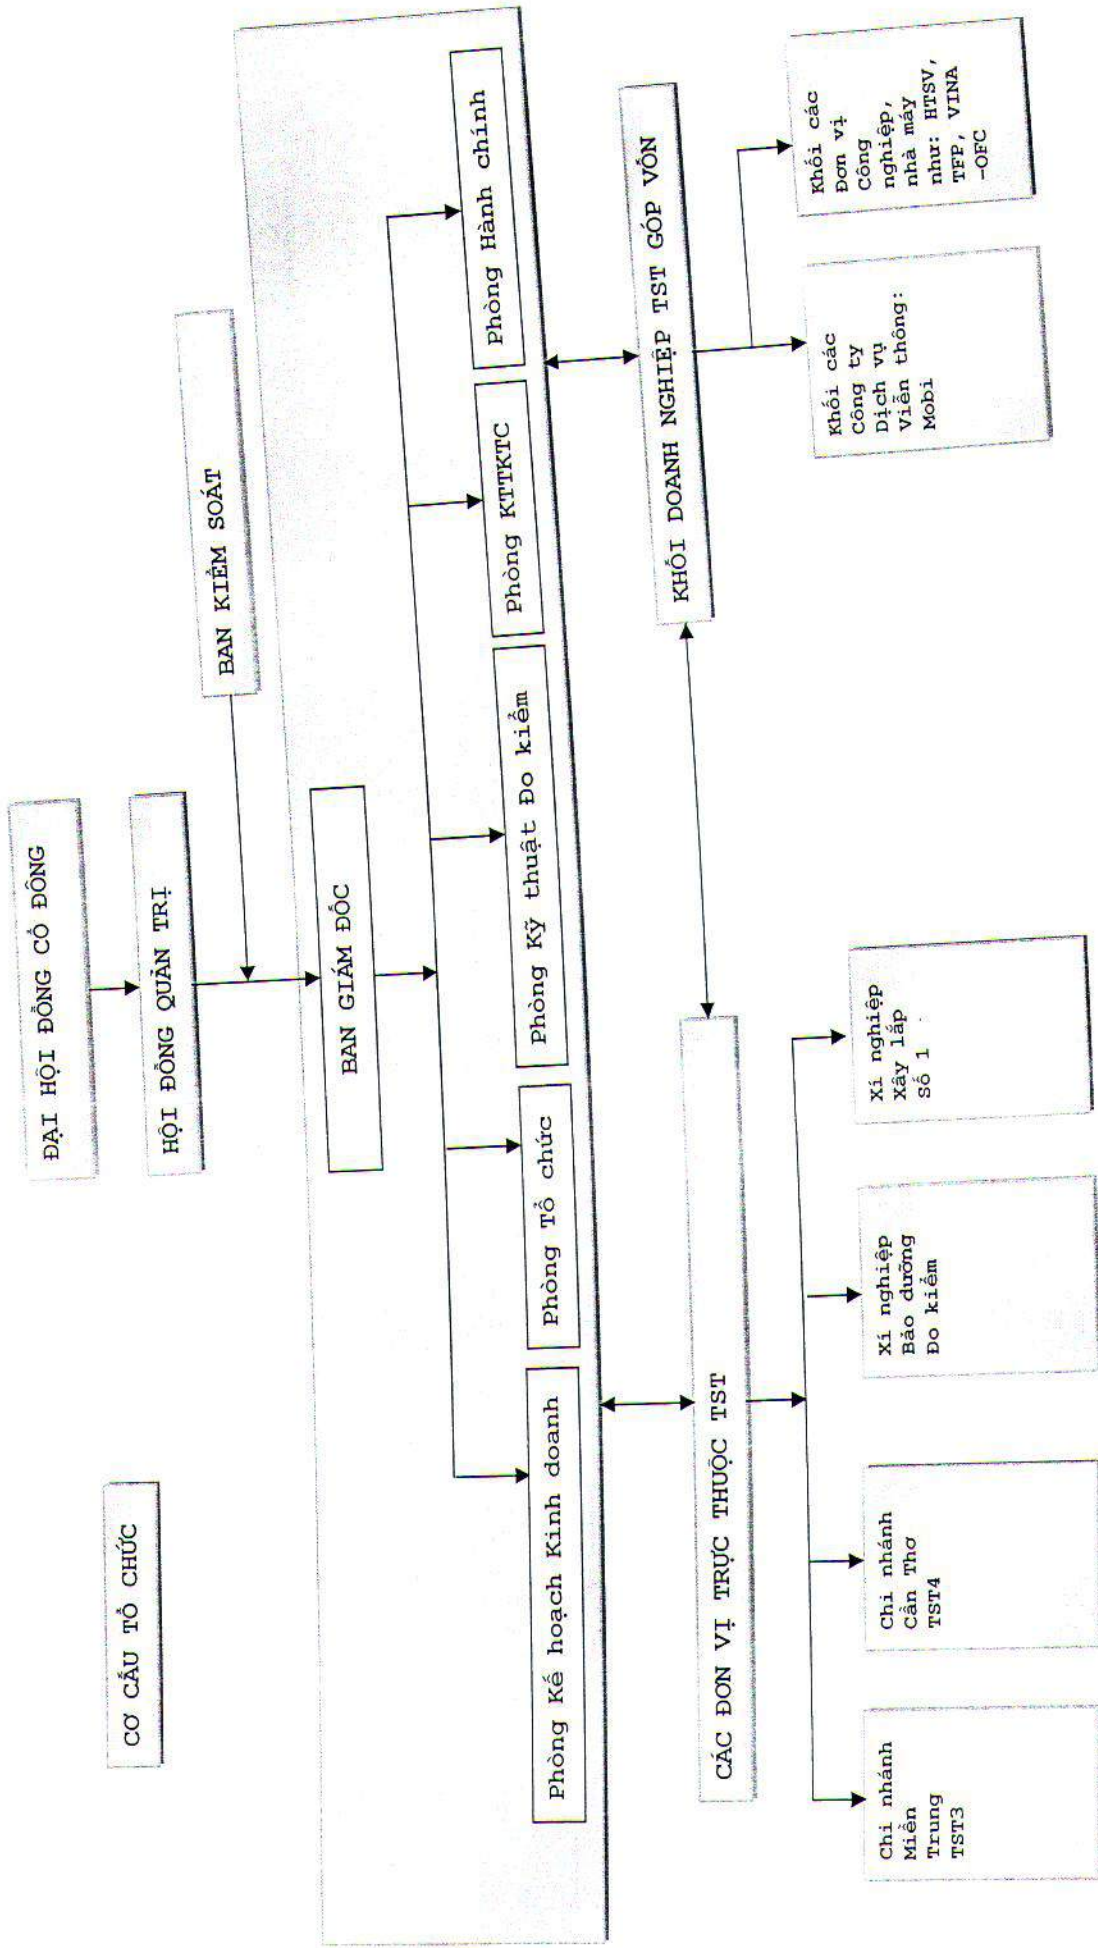 CƠ CẤU TỔ CHỨC
ĐẠI HỘI ĐỒNG CỔ ĐÔNG
HỘI ĐỒNG QUẢN TRỊ
BAN KIỂM SOÁT
BAN GIÁM ĐỐC
Phòng Kế hoạch Kinh doanh
Phòng Tổ chức
Phòng Kỹ thuật Đo kiểm
Phòng KTTKTC
Phòng Hành chính
CÁC ĐƠN VỊ TRỰC THUỘC TST
KHỐI DOANH NGHIỆP TST GÓP VỐN
Chi nhánh
Miền
Trung
TST3
Chi nhánh
Cần Thơ
TST4
Xí nghiệp
Bảo dưỡng
Đo kiểm
Xí nghiệp
Xây lắp
Số 1
Khối các
Công ty
Dịch vụ
Viễn thông:
Mobi
Khối các
Đơn vị
Công
nghiệp,
nhà máy
như: HTSV,
TFP, VINA
-OFC